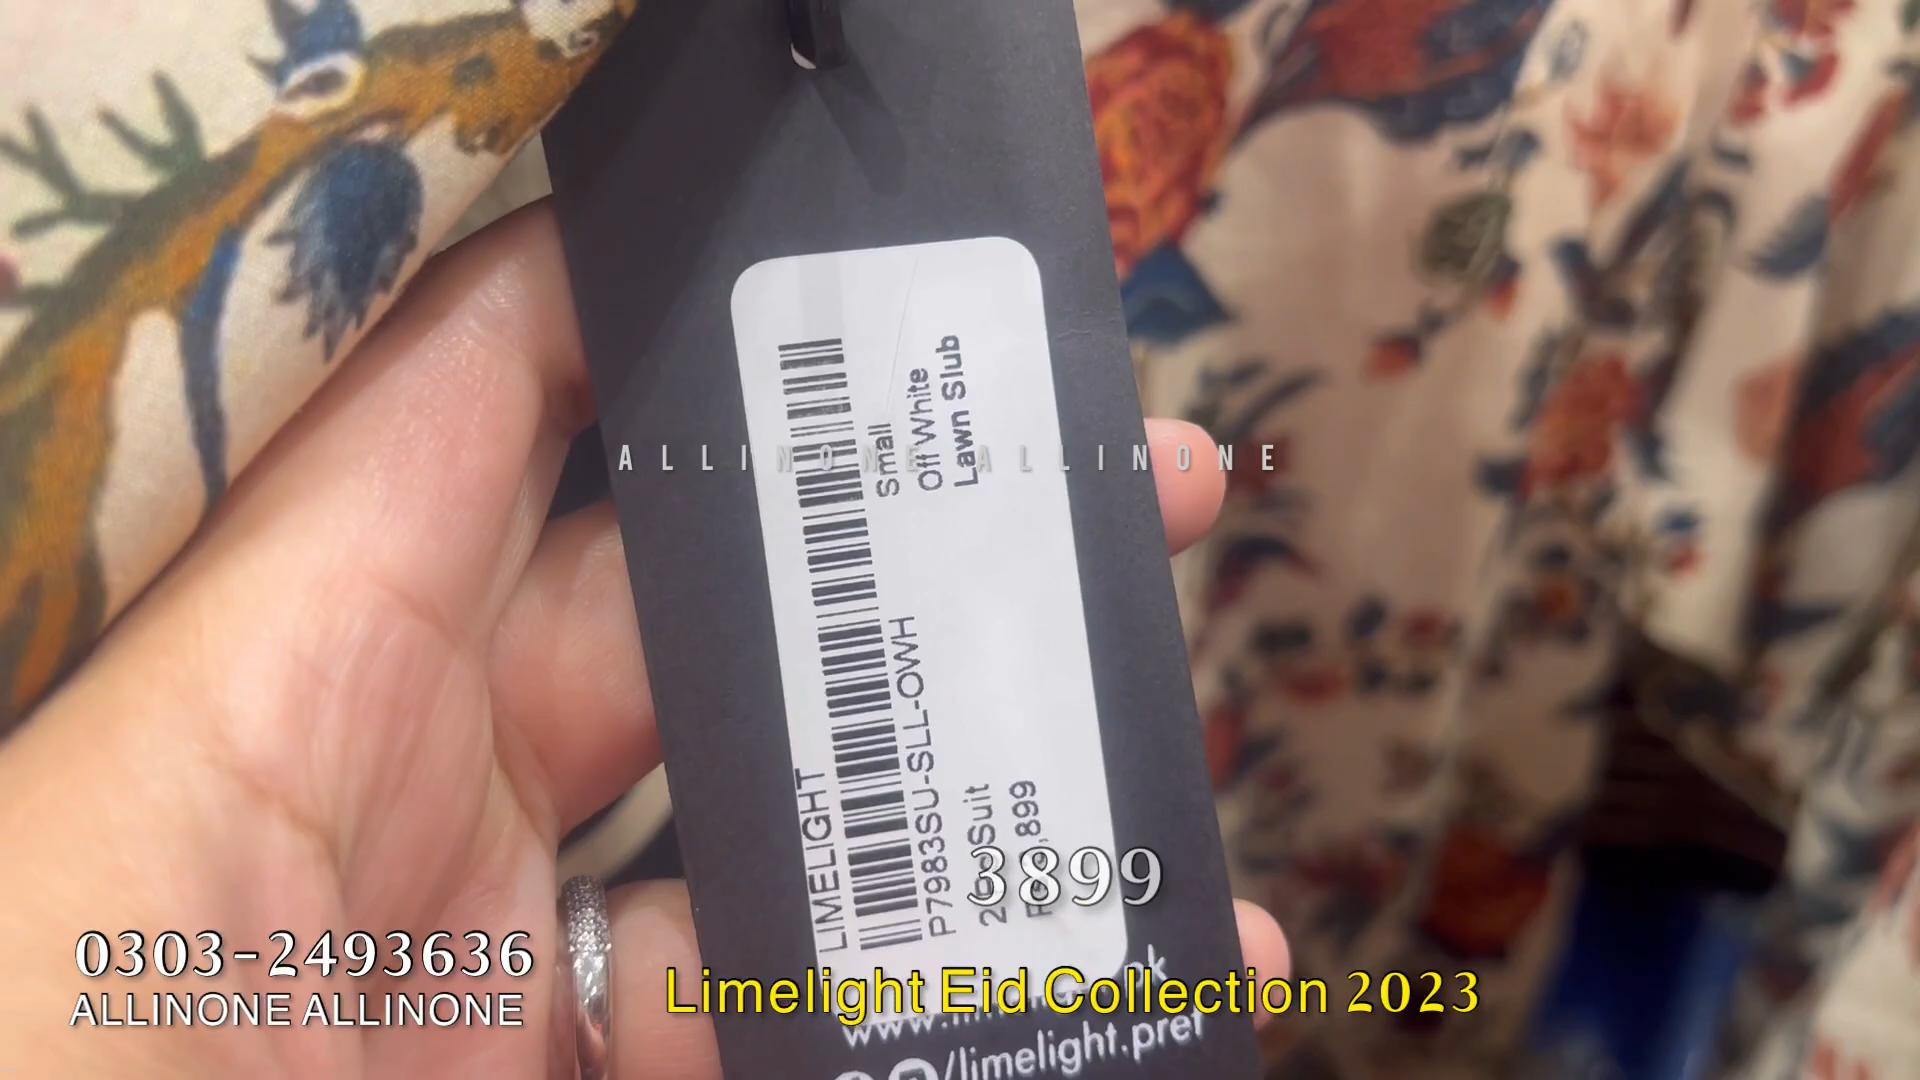 LIMELIGHT
P7983SU-SLL-OWH
Small
Off White
Lawn Slub
ALLINONE ALLINONE
3899
0303-2493636
ALLINONE ALLINONE
Limelight Eid Collection 2023
/limelight.pret